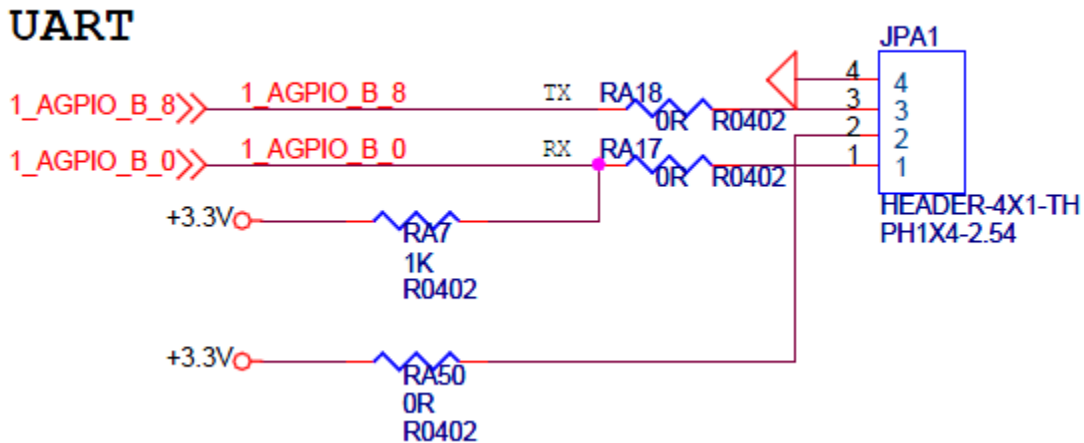 UART
JPA1
1_AGPIO_B_8 1_AGPIO_B_8 TX RA18 3 3
0R R0402
4 4
2 2
1_AGPIO_B_0 1_AGPIO_B_0 RX RA17 1 1
0R R0402
HEADER-4X1-TH
PH1X4-2.54
+3.3V
RA7
1K
R0402
+3.3V
RA50
0R
R0402